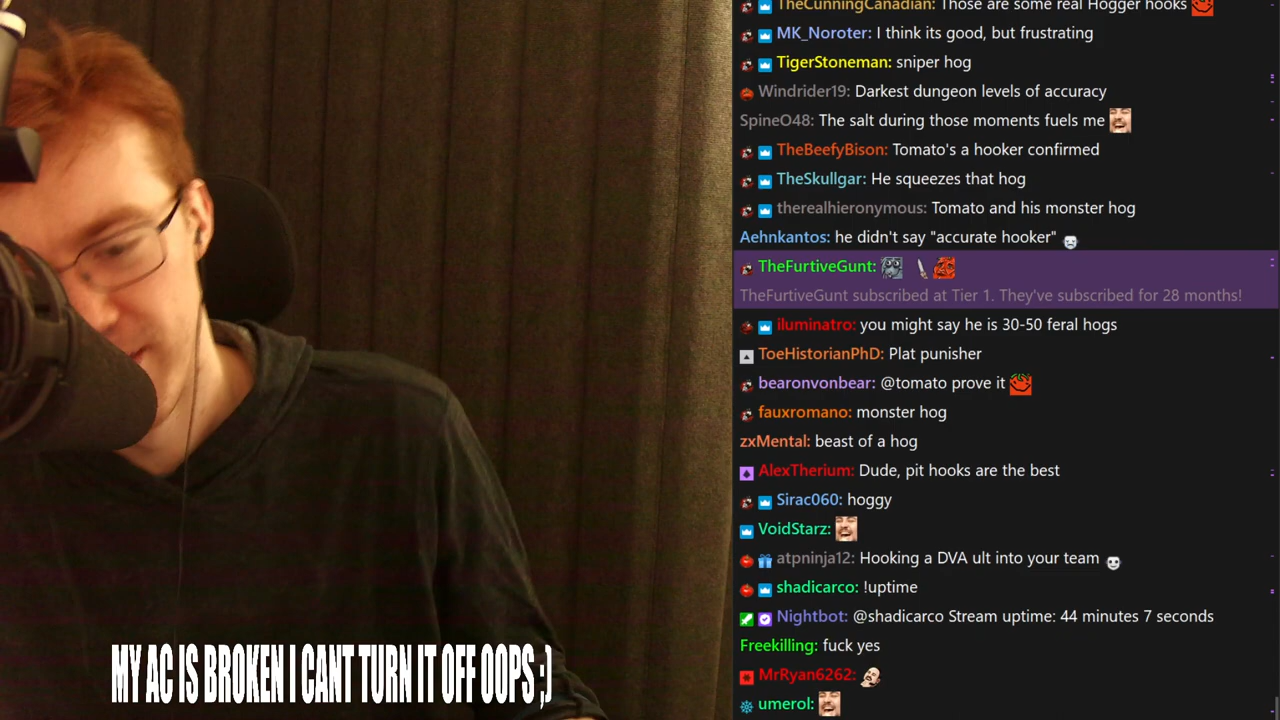 TheCunningCanadian: Those are some real Hogger hooks
MK_Noroter: I think its good, but frustrating
TigerStoneman: sniper hog
Windrider19: Darkest dungeon levels of accuracy
SpineO48: The salt during those moments fuels me
TheBeefyBison: Tomato's a hooker confirmed
TheSkullgar: He squeezes that hog
therealhieronymous: Tomato and his monster hog
Aehnkantos: he didn't say "accurate hooker"
TheFurtiveGunt:
TheFurtiveGunt subscribed at Tier 1. They've subscribed for 28 months!
iluminatro: you might say he is 30-50 feral hogs
ToeHistorianPhD: Plat punisher
bearonvonbear: @tomato prove it
fauxromano: monster hog
zxMental: beast of a hog
AlexTherium: Dude, pit hooks are the best
Sirac060: hoggy
VoidStarz:
atpninja12: Hooking a DVA ult into your team
shadicarco: !uptime
Nightbot: @shadicarco Stream uptime: 44 minutes 7 seconds
Freekilling: fuck yes
MrRyan6262:
umerol:
MY AC IS BROKEN I CANT TURN IT OFF OOPS ;)